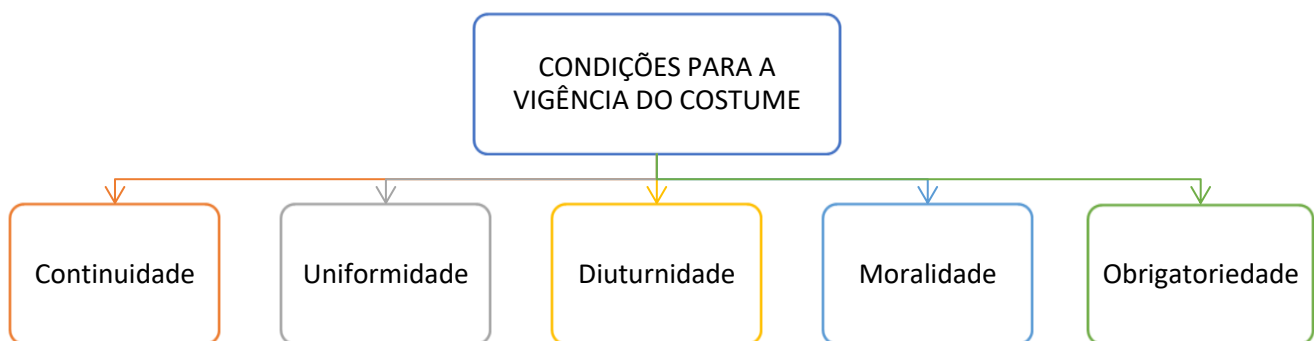 CONDIÇÕES PARA A
VIGÊNCIA DO COSTUME
Continuidade
Uniformidade
Diuturnidade
Moralidade
Obrigatoriedade